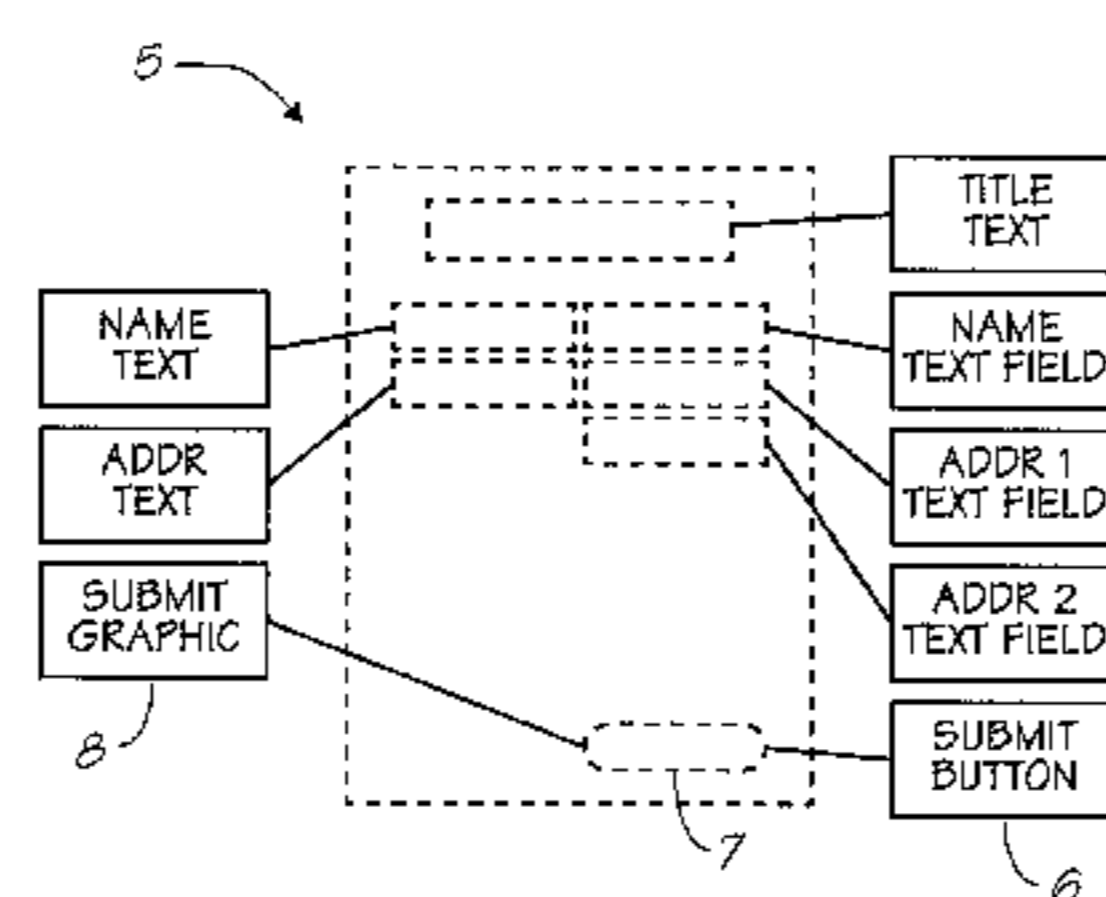 5
TITLE
TEXT
NAME
TEXT
NAME
TEXT FIELD
ADDR
TEXT
ADDR 1
TEXT FIELD
SUBMIT
GRAPHIC
ADDR 2
TEXT FIELD
8
SUBMIT
BUTTON
7
6